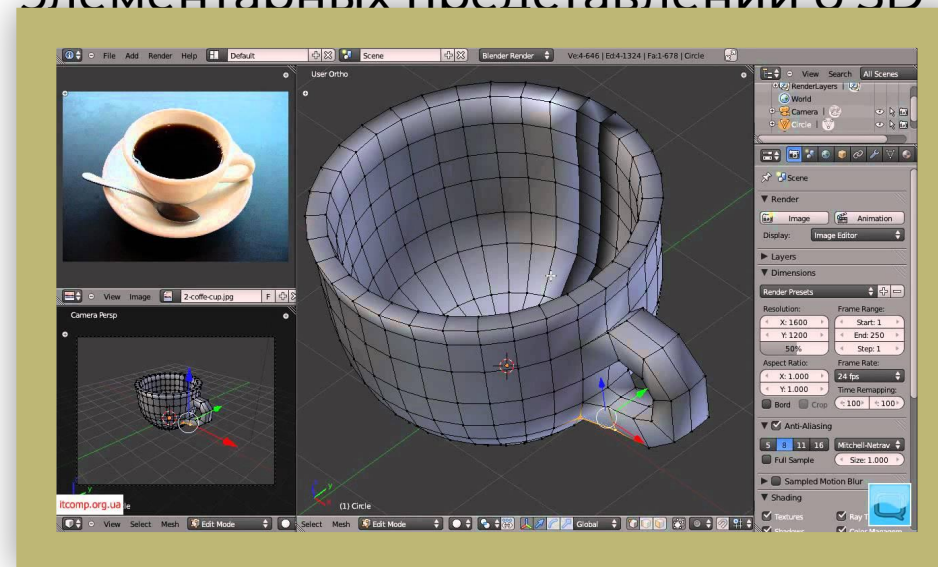 Элементарных представлений о 3D
File Add Render Help Default Scene Blender Render Ve:4-646 | Ed:4-1324 | Fa:1-678 | Circle
User Ortho
View Search All Scenes
RenderLayers
World
Camera
Circle
Scene
Render
Image Animation
Display: Image Editor
Layers
Dimensions
Render Presets
Resolution: Frame Range:
X: 1600 Start: 1
Y: 1200 End: 250
50% Step: 1
Aspect Ratio: Frame Rate:
X: 1.000 24 fps
Y: 1.000 Time Remapping:
Bord Crop 100 100
Anti-Aliasing
5 8 11 16 Mitchell-Netrav
Full Sample Size: 1.000
Sampled Motion Blur
Shading
Textures Ray T
View Image 2-coffe-cup.jpg F
Camera Persp
itcomp.org.ua
(1) Circle
View Select Mesh Edit Mode Select Mesh Edit Mode Global